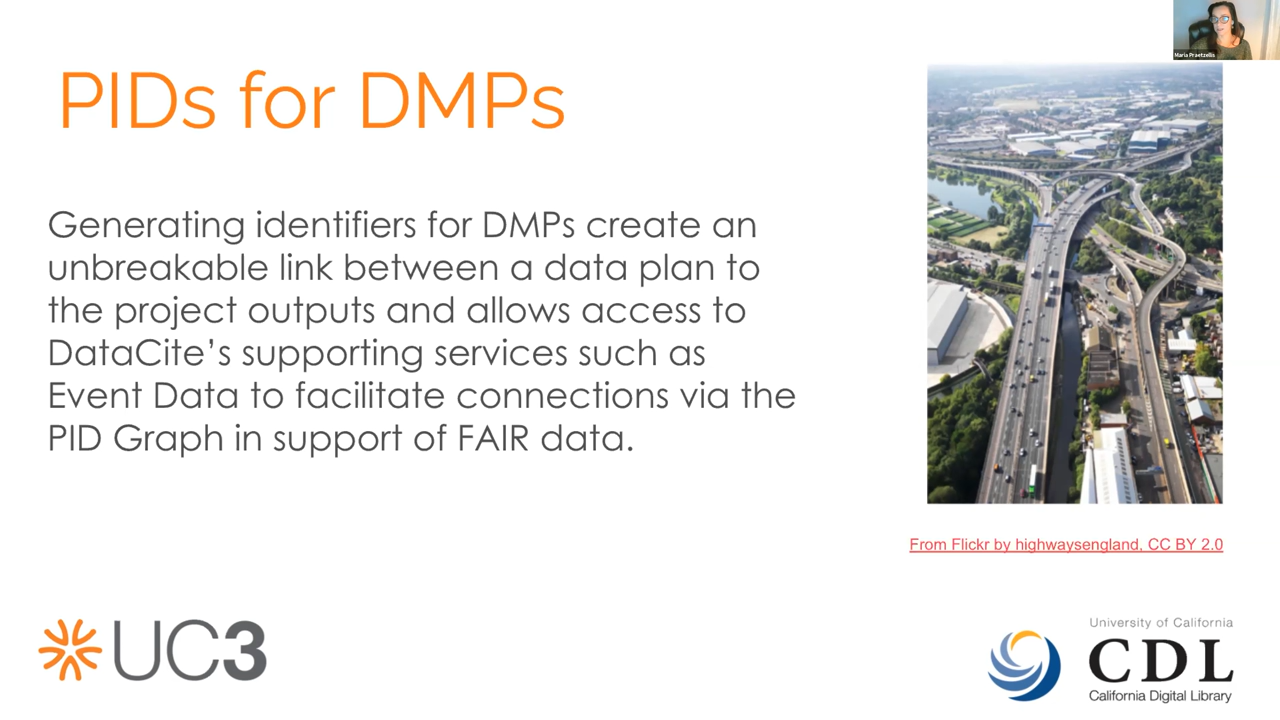 Maria Praetzellis
PIDs for DMPs
Generating identifiers for DMPs create an
unbreakable link between a data plan to
the project outputs and allows access to
DataCite’s supporting services such as
Event Data to facilitate connections via the
PID Graph in support of FAIR data.
From Flickr by highwaysengland, CC BY 2.0
UC3
University of California
CDL
California Digital Library